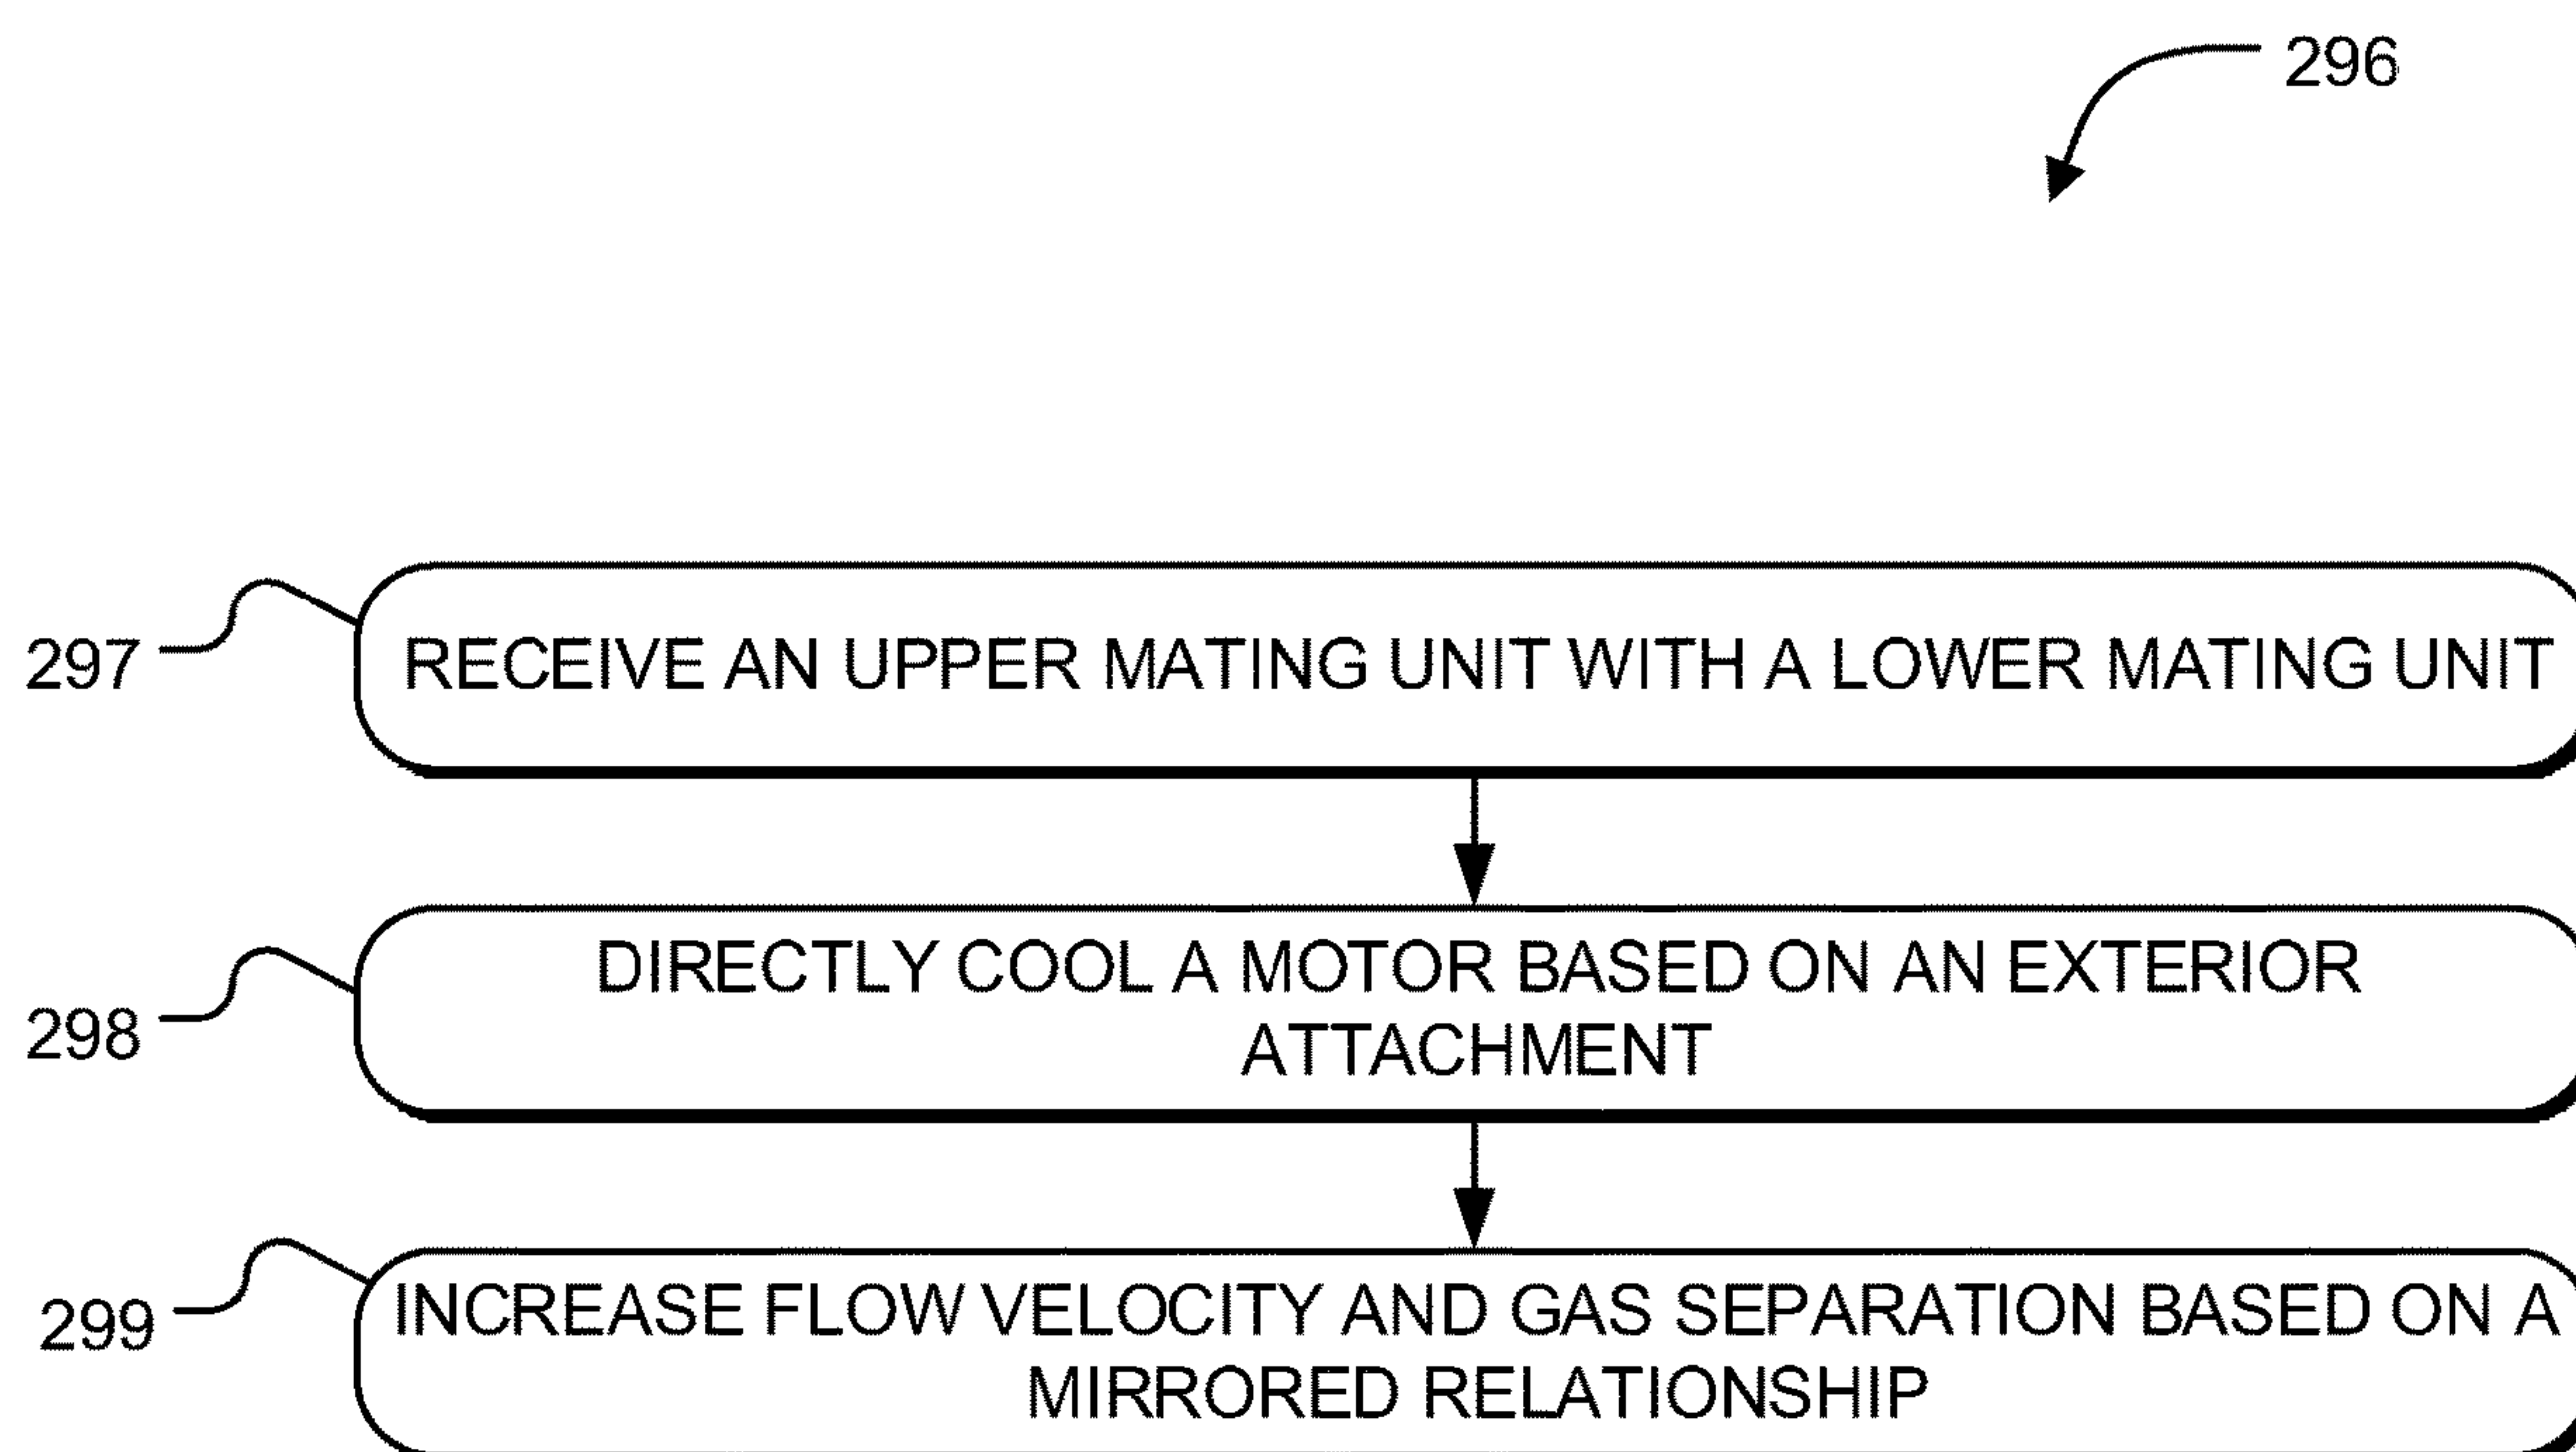 296
297
RECEIVE AN UPPER MATING UNIT WITH A LOWER MATING UNIT
298
DIRECTLY COOL A MOTOR BASED ON AN EXTERIOR
ATTACHMENT
299
INCREASE FLOW VELOCITY AND GAS SEPARATION BASED ON A
MIRRORED RELATIONSHIP